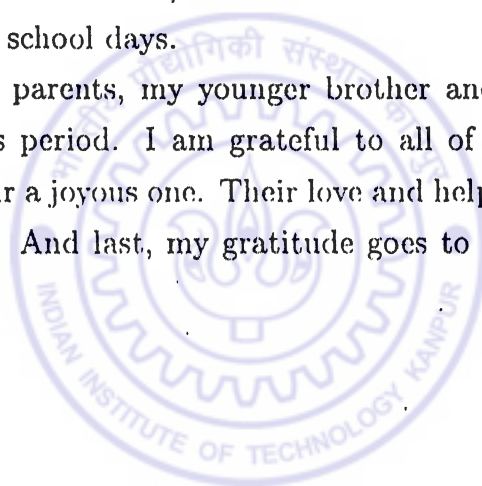 school days.
parents, my younger brother and
period. I am grateful to all of
a joyous one. Their love and help
And last, my gratitude goes to
प्रौद्योगिकी संस्थान
INDIAN INSTITUTE OF TECHNOLOGY KANPUR